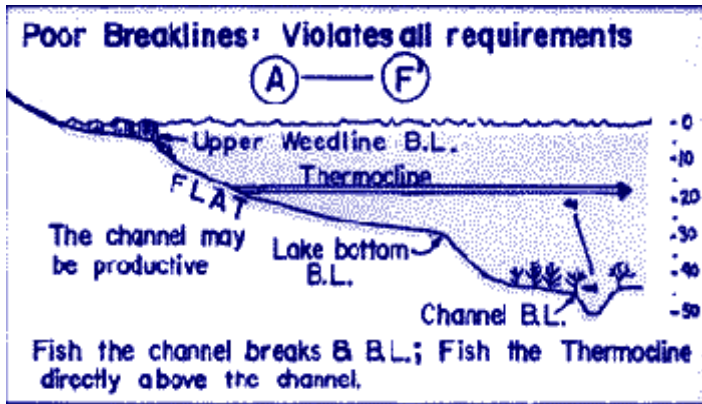 Poor Breaklines: Violates all requirements
A — F'
Upper Weedline B.L.
Thermocline
FLAT
The channel may
be productive
Lake bottom
B.L.
Channel B.L.
-0
-10
-20
-30
-40
-50
Fish the channel breaks & B.L.; Fish the Thermocline
directly above the channel.